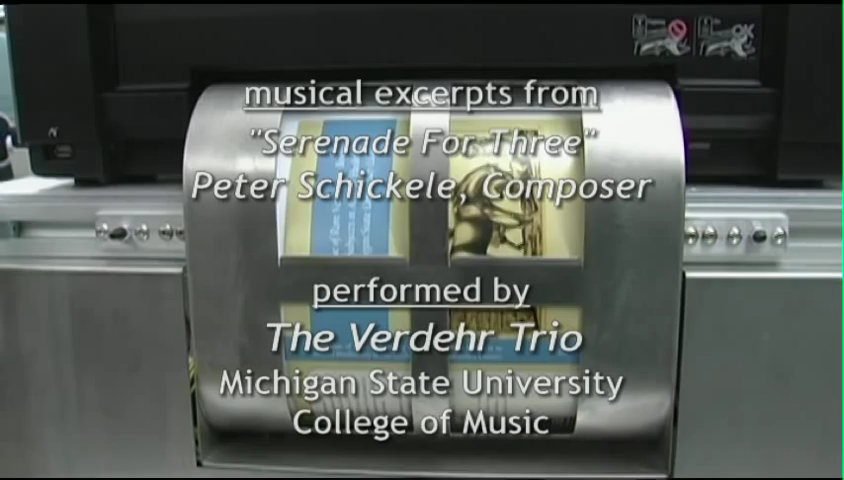 musical excerpts from
"Serenade For Three"
Peter Schickele, Composer
performed by
The Verdehr Trio
Michigan State University
College of Music
OK